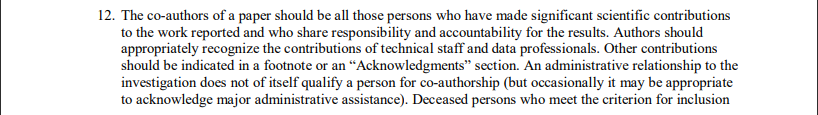 12. The co-authors of a paper should be all those persons who have made significant scientific contributions
to the work reported and who share responsibility and accountability for the results. Authors should
appropriately recognize the contributions of technical staff and data professionals. Other contributions
should be indicated in a footnote or an “Acknowledgments” section. An administrative relationship to the
investigation does not of itself qualify a person for co-authorship (but occasionally it may be appropriate
to acknowledge major administrative assistance). Deceased persons who meet the criterion for inclusion